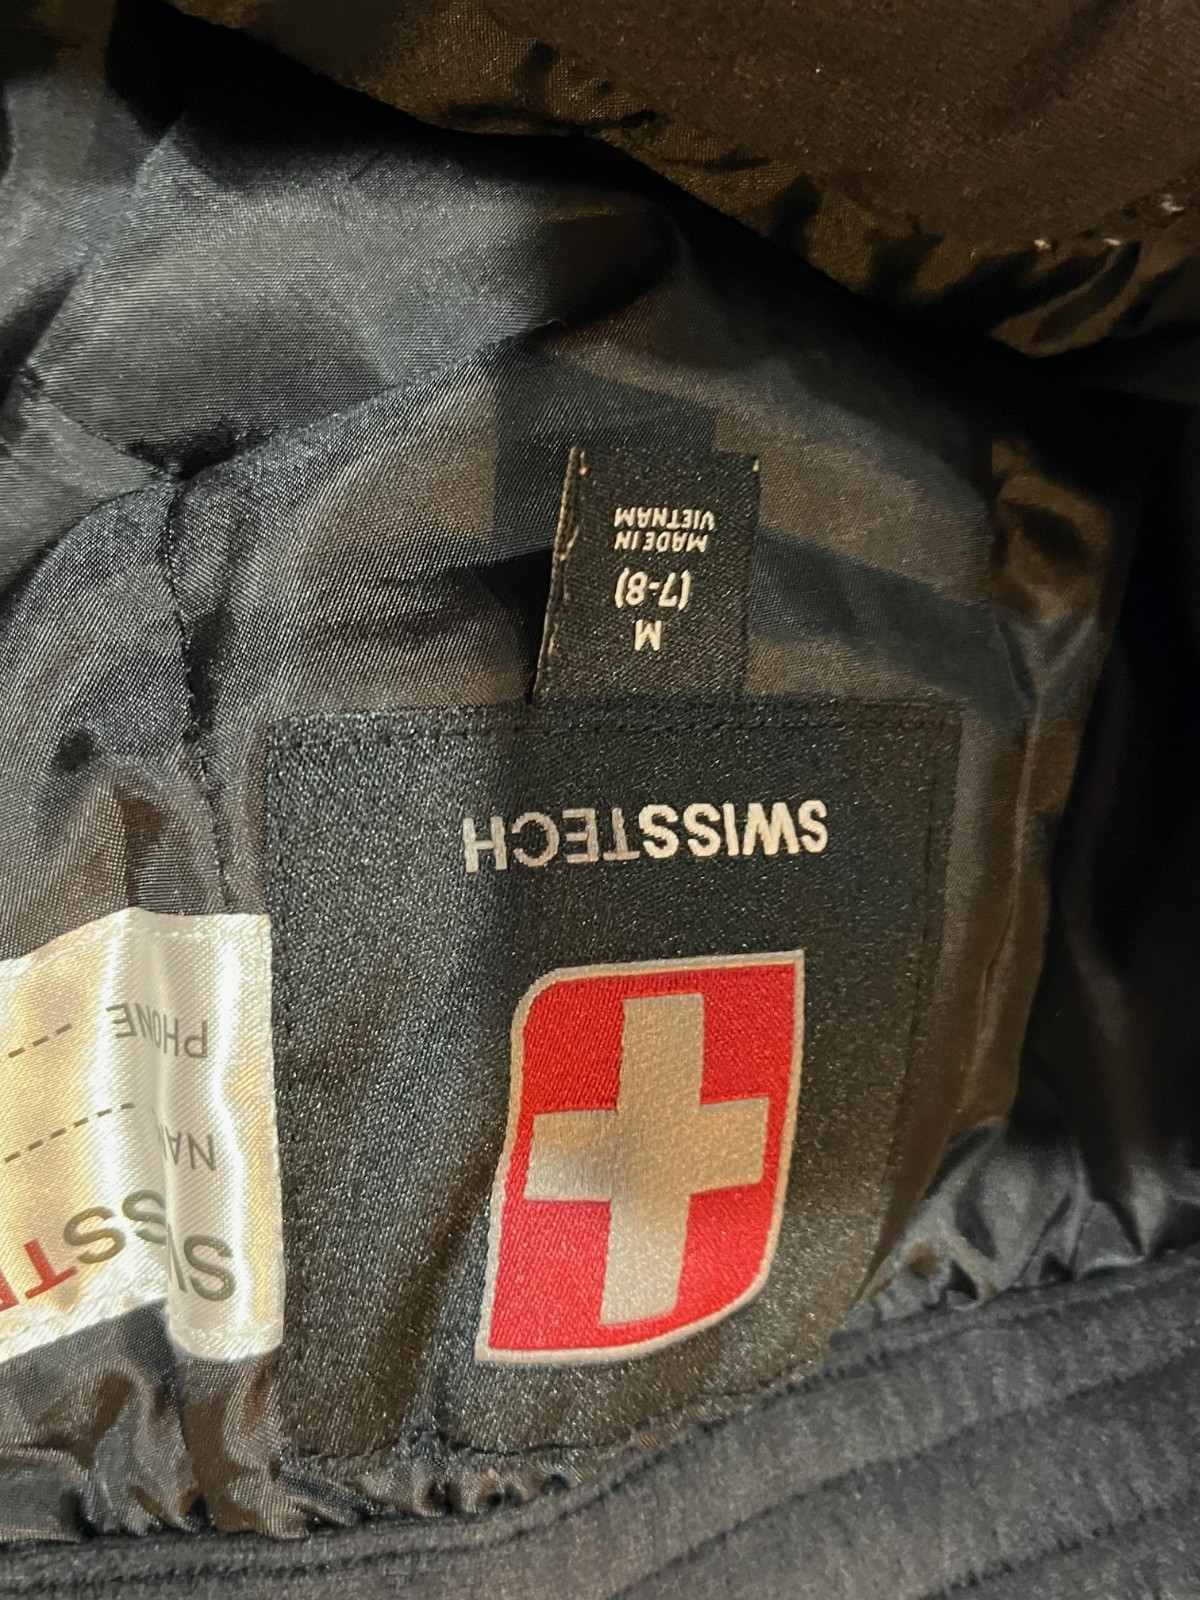 SWISSTECH
M
(7-8)
MADE IN
VIETNAM
PHONE